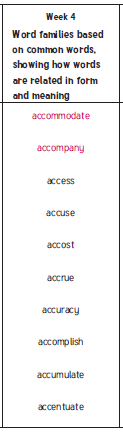 Week 4
Word families based
on common words,
showing how words
are related in form
and meaning
accommodate
accompany
access
accuse
accost
accrue
accuracy
accomplish
accumulate
accentuate